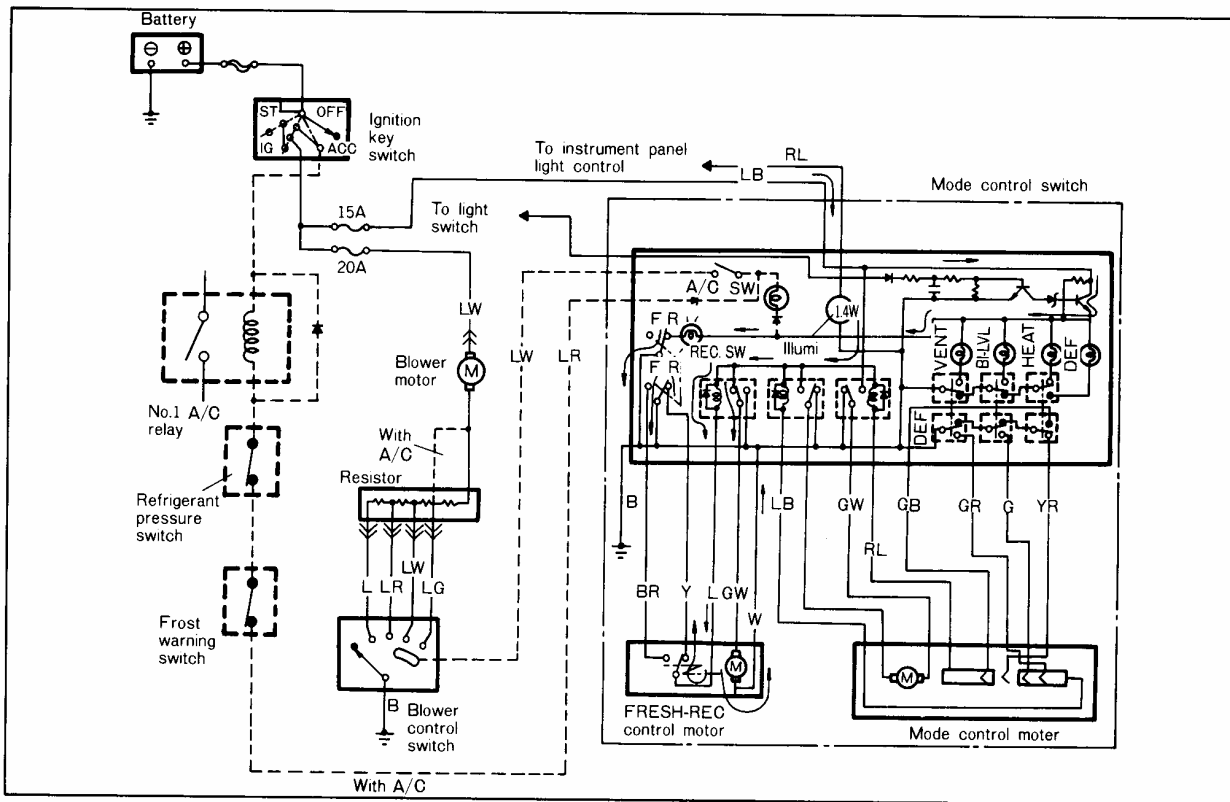 Battery
ST OFF
IG ACC
Ignition
key
switch
To instrument panel
light control
RL
LB
Mode control switch
15A
To light
switch
20A
A/C SW
LW
LW
LR
F R
1.4W
REC. SW
Illumi
F R
VENT
BI-LVL
HEAT
DEF
DEF
Blower
motor
M
No.1 A/C
relay
With
A/C
Resistor
Refrigerant
pressure
switch
B
LB
GW
GB
GR
G
YR
RL
L
LR
LW
LG
BR
Y
L
GW
W
Frost
warning
switch
B
Blower
control
switch
M
M
FRESH-REC
control motor
Mode control moter
With A/C